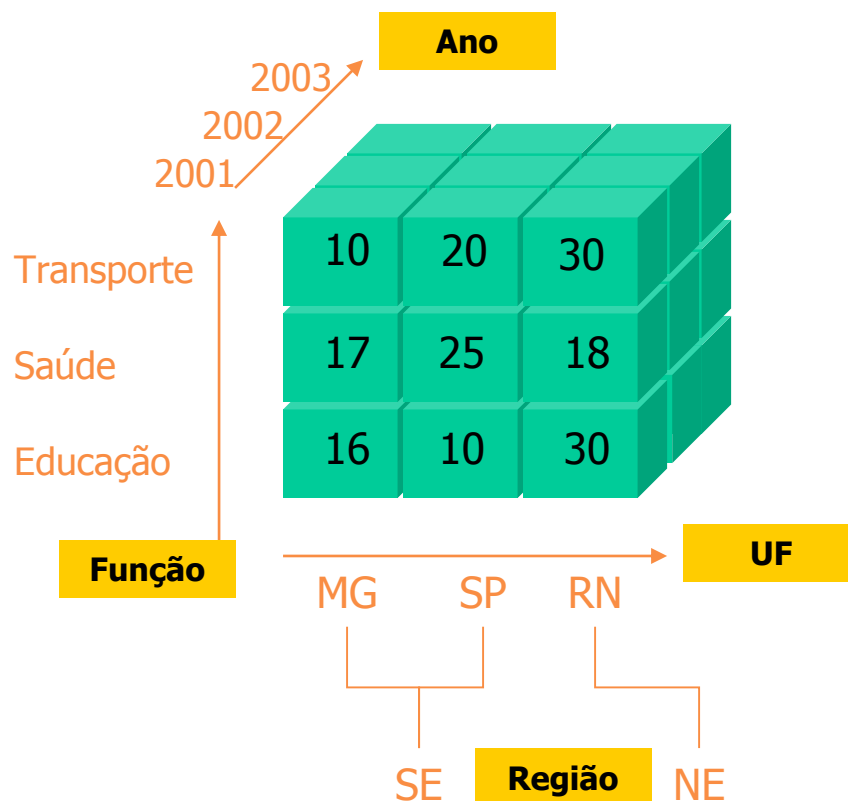 Ano
2003
2002
2001
Transporte
10 20 30
Saúde
17 25 18
Educação
16 10 30
Função
UF
MG SP RN
SE
Região
NE